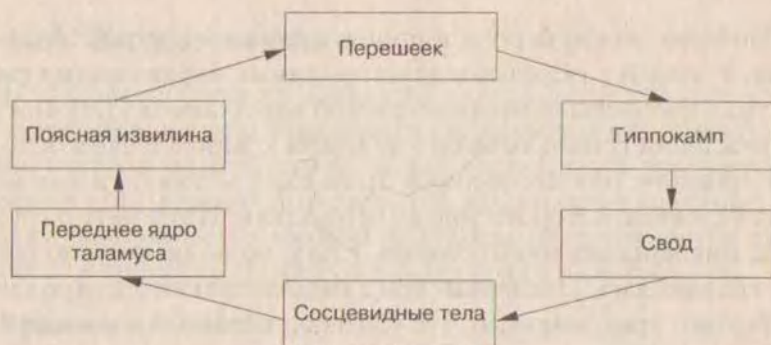 Перешеек
Поясная извилина
Гиппокамп
Переднее ядро
таламуса
Свод
Сосцевидные тела